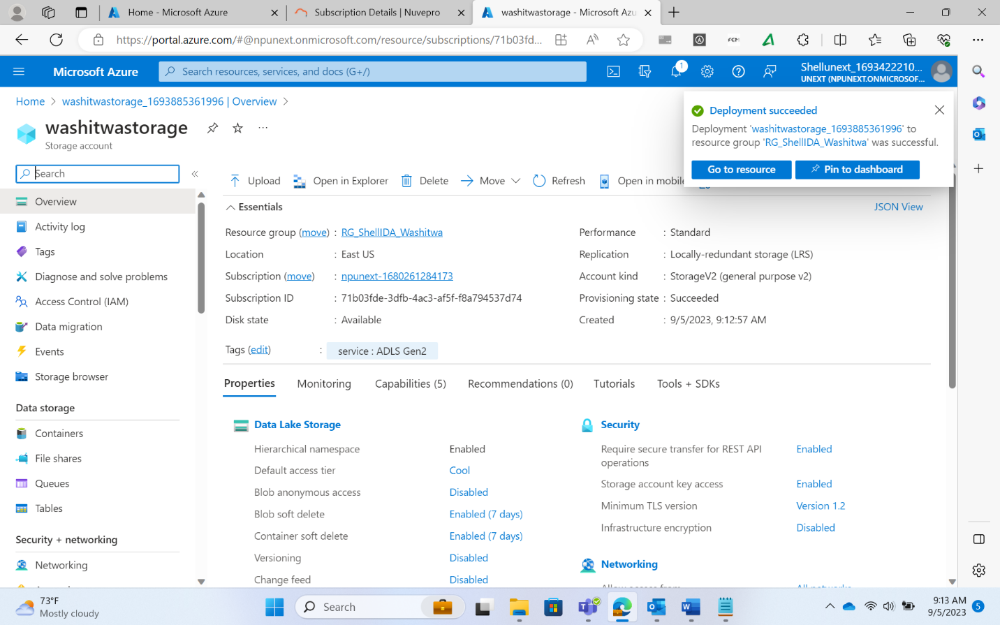 Home - Microsoft Azure
Subscription Details | Nuvepro
washitwastorage - Microsoft Azu
https://portal.azure.com/#@npunext.onmicrosoft.com/resource/subscriptions/71b03fd...
FCM
Microsoft Azure
Search resources, services, and docs (G+/)
1
Shellunext_1693422210...
UNEXT (NPUNEXT.ONMICROSOF...
Home > washitwastorage_1693885361996 | Overview >
washitwastorage
Storage account
Deployment succeeded
Deployment 'washitwastorage_1693885361996' to
resource group 'RG_ShellIDA_Washitwa' was successful.
Go to resource
Pin to dashboard
Search
Upload
Open in Explorer
Delete
Move
Refresh
Open in mobile
Overview
Activity log
Tags
Diagnose and solve problems
Access Control (IAM)
Data migration
Events
Storage browser
Data storage
Containers
File shares
Queues
Tables
Security + networking
Networking
Essentials
JSON View
Resource group (move) : RG_ShellIDA_Washitwa
Location : East US
Subscription (move) : npunext-1680261284173
Subscription ID : 71b03fde-3dfb-4ac3-af5f-f8a794537d74
Disk state : Available
Performance : Standard
Replication : Locally-redundant storage (LRS)
Account kind : StorageV2 (general purpose v2)
Provisioning state : Succeeded
Created : 9/5/2023, 9:12:57 AM
Tags (edit) : service : ADLS Gen2
Properties
Monitoring
Capabilities (5)
Recommendations (0)
Tutorials
Tools + SDKs
Data Lake Storage
Hierarchical namespace Enabled
Default access tier Cool
Blob anonymous access Disabled
Blob soft delete Enabled (7 days)
Container soft delete Enabled (7 days)
Versioning Disabled
Change feed Disabled
Security
Require secure transfer for REST API Enabled
operations
Storage account key access Enabled
Minimum TLS version Version 1.2
Infrastructure encryption Disabled
Networking
73°F
Mostly cloudy
Search
9:13 AM
9/5/2023
5